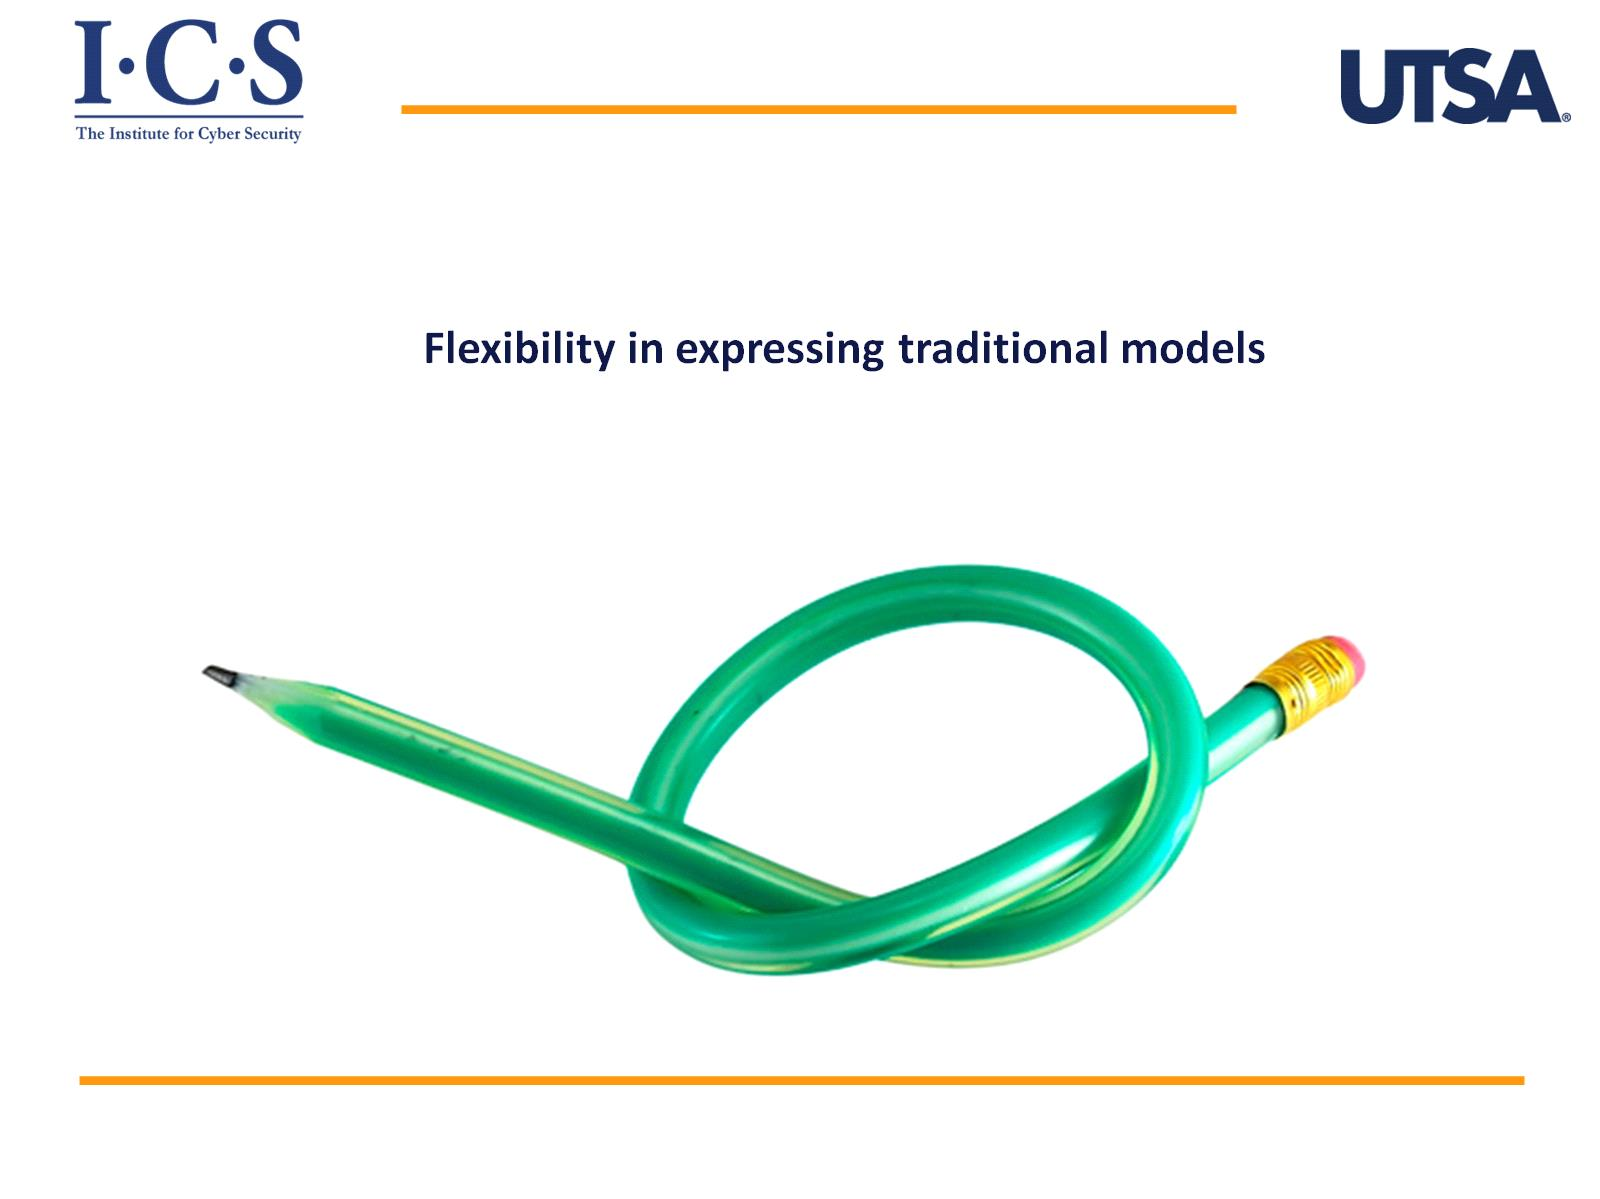 I·C·S
The Institute for Cyber Security
UTSA®
Flexibility in expressing traditional models